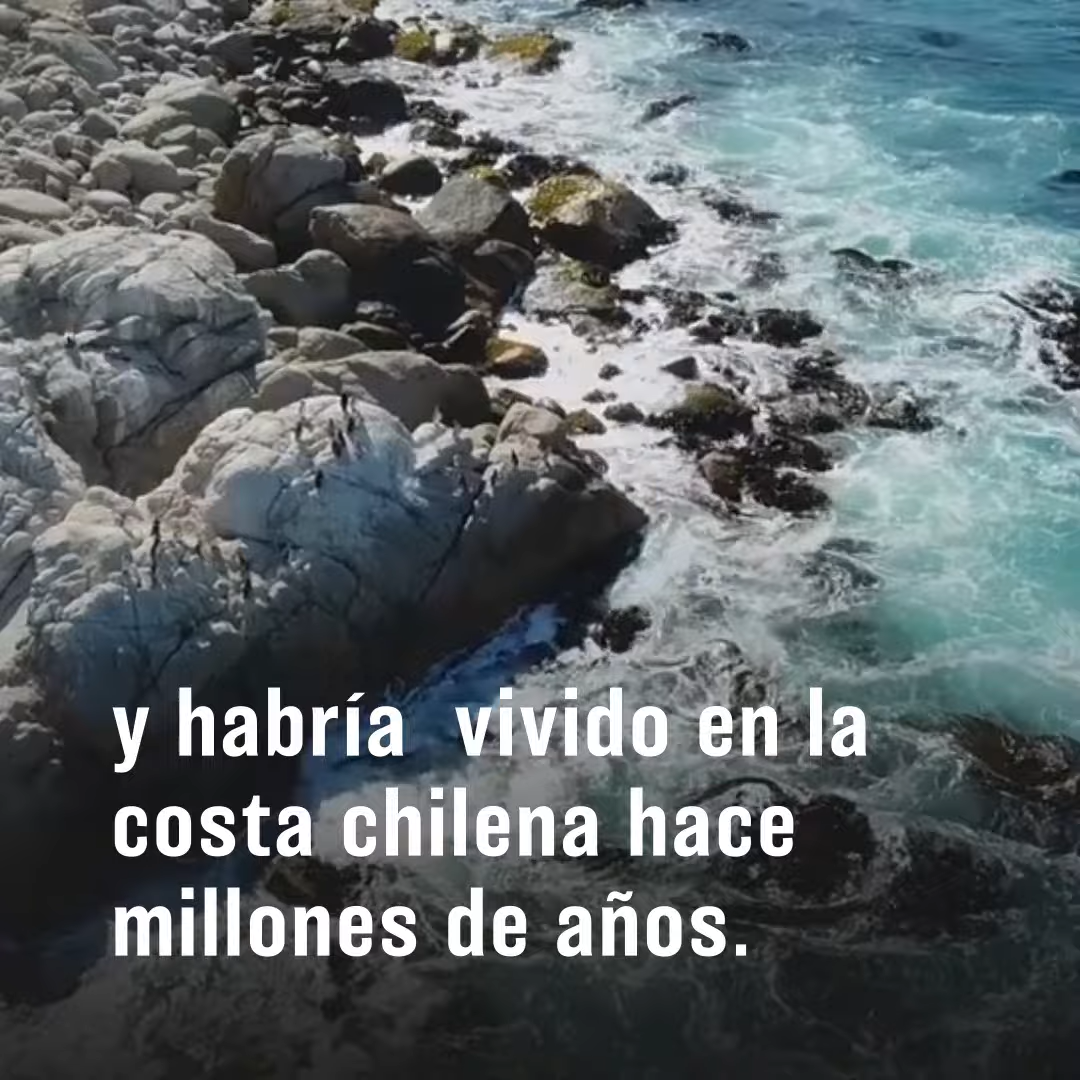 y habría  vivido en la
costa chilena hace
millones de años.